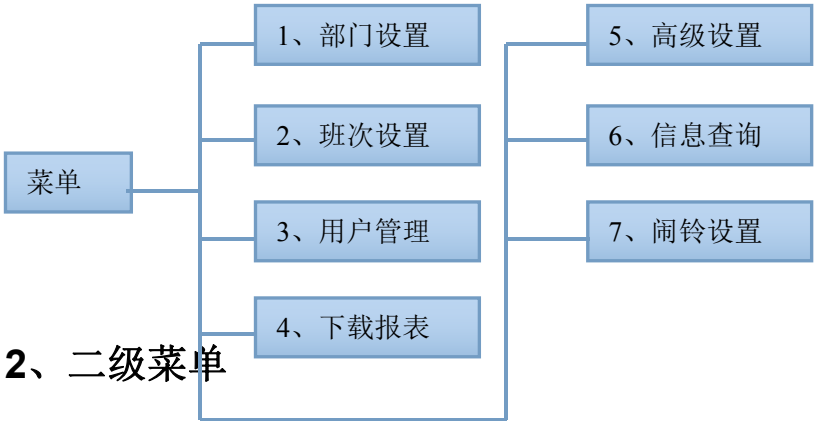 菜单
1、部门设置
2、班次设置
3、用户管理
4、下载报表
5、高级设置
6、信息查询
7、闹铃设置
2、二级菜单